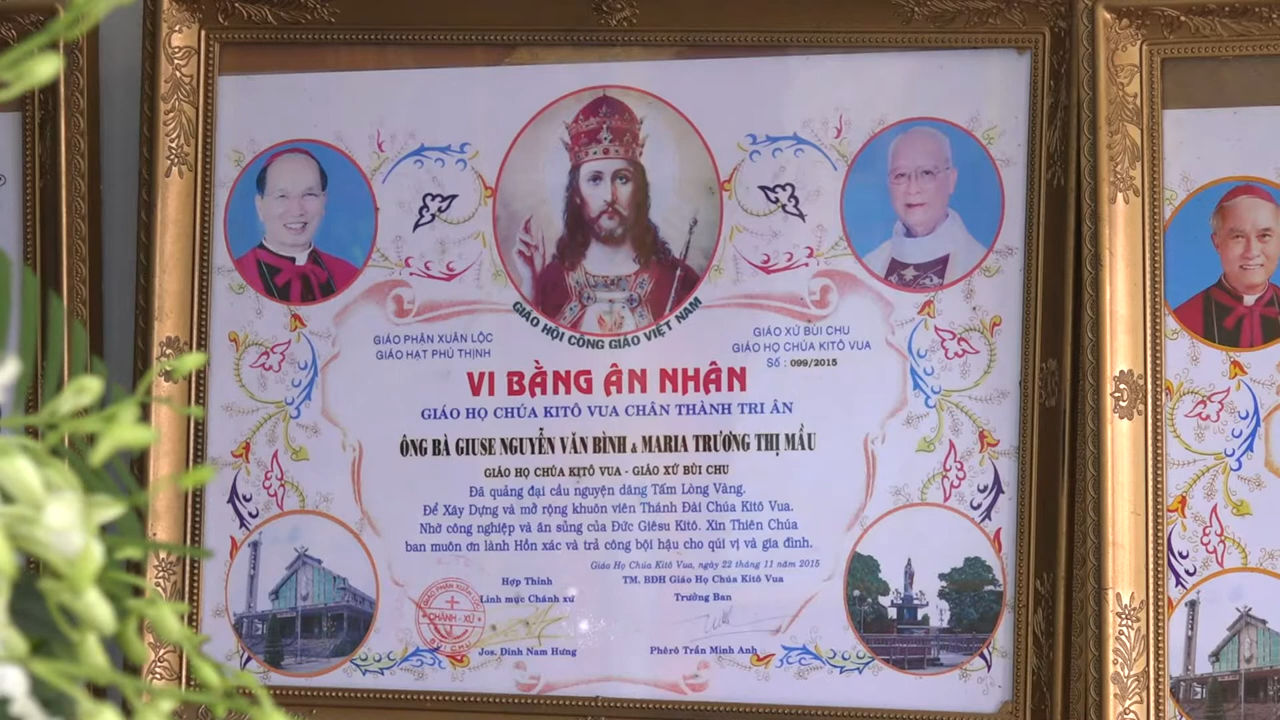 GIÁO HỘI CÔNG GIÁO VIỆT NAM
GIÁO PHẬN XUÂN LỘC
GIÁO HẠT PHÚ THỊNH
GIÁO XỨ BÙI CHU
GIÁO HỌ CHÚA KITÔ VUA
Số : 099/2015
VI BẰNG ÂN NHÂN
GIÁO HỌ CHÚA KITÔ VUA CHÂN THÀNH TRI ÂN
ÔNG BÀ GIUSE NGUYỄN VĂN BÌNH & MARIA TRƯƠNG THỊ MẦU
GIÁO HỌ CHÚA KITÔ VUA - GIÁO XỨ BÙI CHU
Đã quảng đại cầu nguyện dâng Tấm Lòng Vàng.
Để Xây Dựng và mở rộng khuôn viên Thánh Đài Chúa Kitô Vua.
Nhờ công nghiệp và ân sủng của Đức Giêsu Kitô. Xin Thiên Chúa
ban muôn ơn lành Hồn xác và trả công bội hậu cho quí vị và gia đình.
Giáo Họ Chúa Kitô Vua, ngày 22 tháng 11 năm 2015
Hợp Thỉnh
Linh mục Chánh xứ
TM. BĐH Giáo Họ Chúa Kitô Vua
Trưởng Ban
GIÁO PHẬN XUÂN LỘC
CHÁNH - XỨ
BÙI CHU
Jos. Đinh Nam Hưng
Phêrô Trần Minh Anh